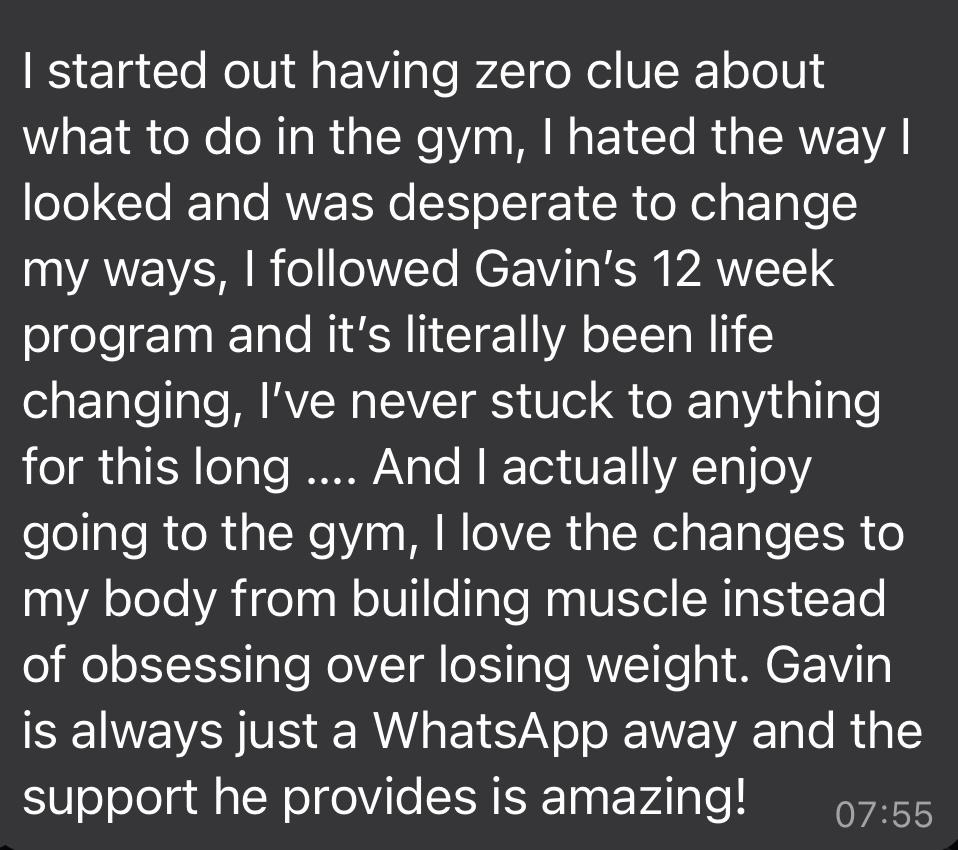 I started out having zero clue about
what to do in the gym, I hated the way I
looked and was desperate to change
my ways, I followed Gavin’s 12 week
program and it’s literally been life
changing, I’ve never stuck to anything
for this long .... And I actually enjoy
going to the gym, I love the changes to
my body from building muscle instead
of obsessing over losing weight. Gavin
is always just a WhatsApp away and the
support he provides is amazing!
07:55